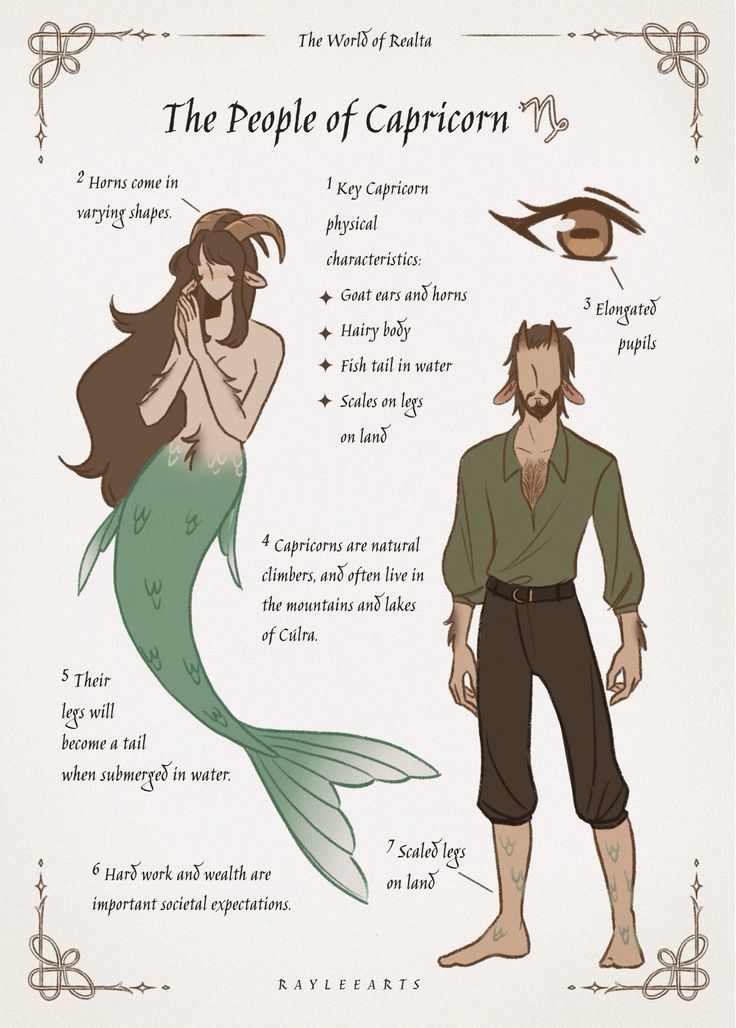 The World of Realta
The People of Capricorn ♑
2 Horns come in
varying shapes.
1 Key Capricorn
physical
characteristics:
✦ Goat ears and horns
✦ Hairy body
✦ Fish tail in water
✦ Scales on legs
on land
3 Elongated
pupils
4 Capricorns are natural
climbers, and often live in
the mountains and lakes
of Cúlra.
5 Their
legs will
become a tail
when submerged in water.
6 Hard work and wealth are
important societal expectations.
7 Scaled legs
on land
RAYLEEARTS